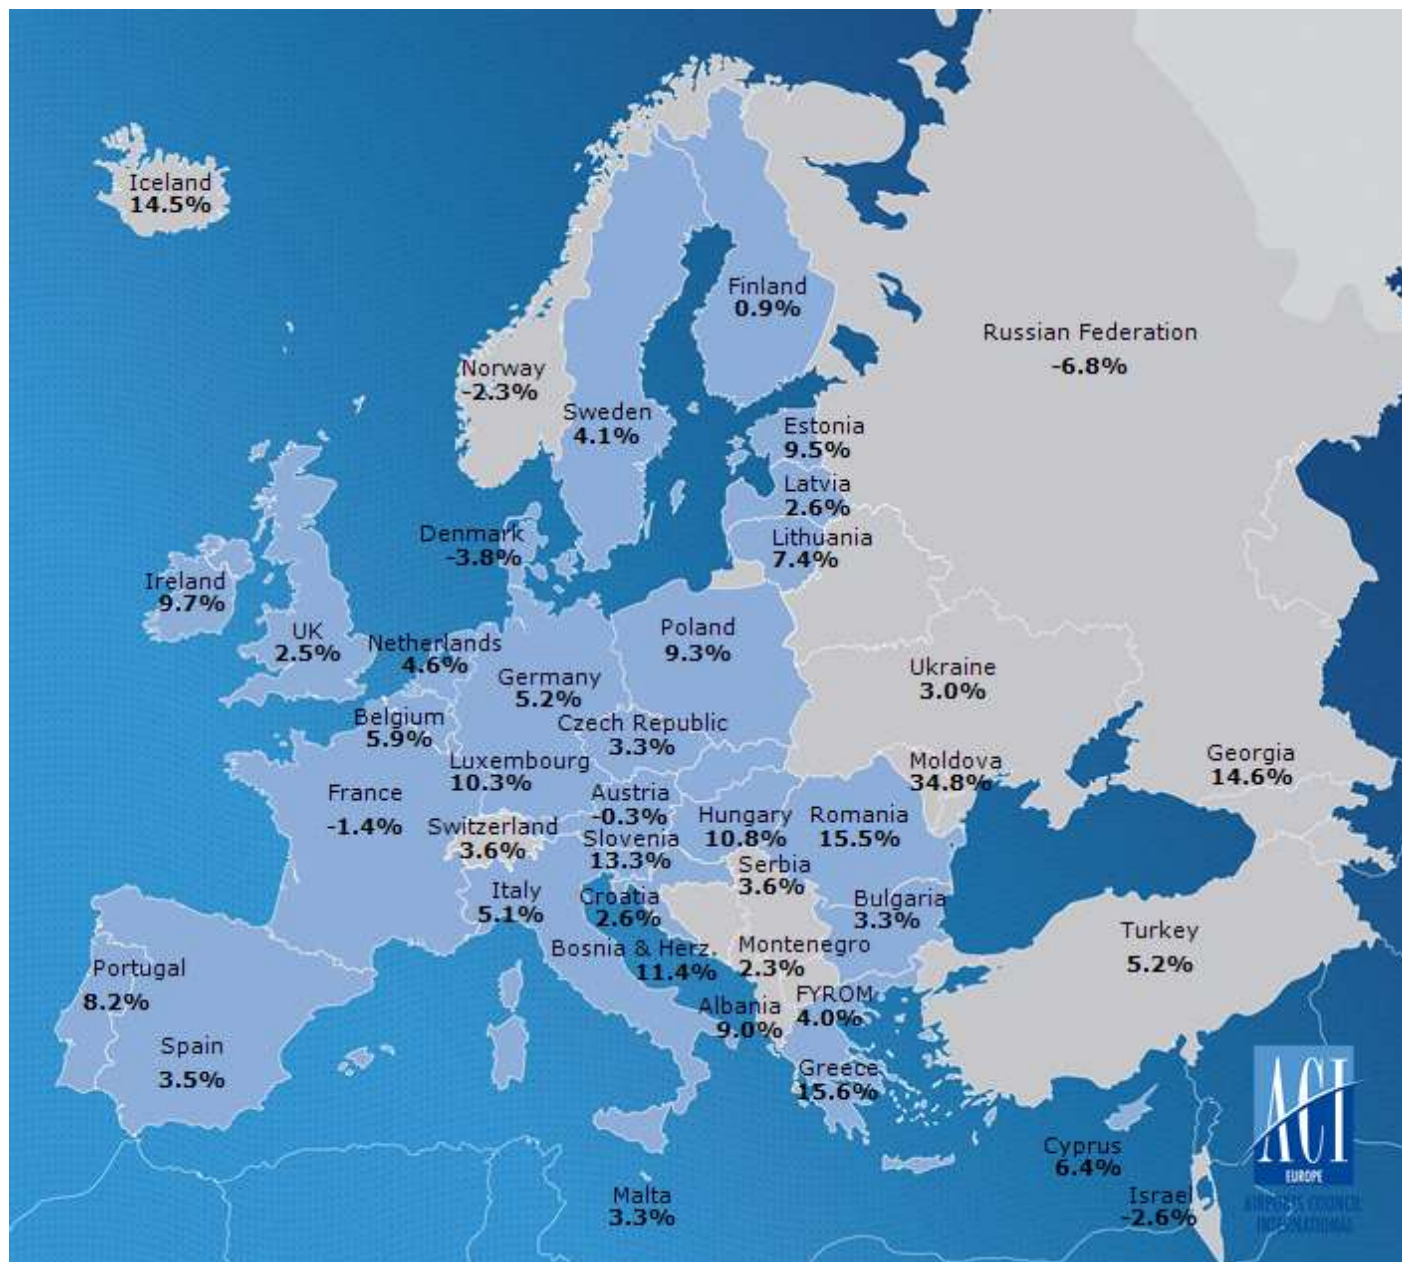 Iceland
14.5%
Finland
0.9%
Russian Federation
-6.8%
Norway
-2.3%
Sweden
4.1%
Estonia
9.5%
Latvia
2.6%
Denmark
-3.8%
Lithuania
7.4%
Ireland
9.7%
UK
2.5%
Netherlands
4.6%
Poland
9.3%
Germany
5.2%
Ukraine
3.0%
Belgium
5.9%
Czech Republic
3.3%
Luxembourg
10.3%
Moldova
34.8%
Georgia
14.6%
France
-1.4%
Austria
-0.3%
Switzerland
3.6%
Hungary
10.8%
Romania
15.5%
Slovenia
13.3%
Serbia
3.6%
Italy
5.1%
Croatia
2.6%
Bulgaria
3.3%
Turkey
5.2%
Bosnia & Herz.
11.4%
Montenegro
2.3%
Portugal
8.2%
Albania
9.0%
FYROM
4.0%
Spain
3.5%
Greece
15.6%
Cyprus
6.4%
Malta
3.3%
Israel
-2.6%
ACI
EUROPE
AIRPORTS COUNCIL
INTERNATIONAL